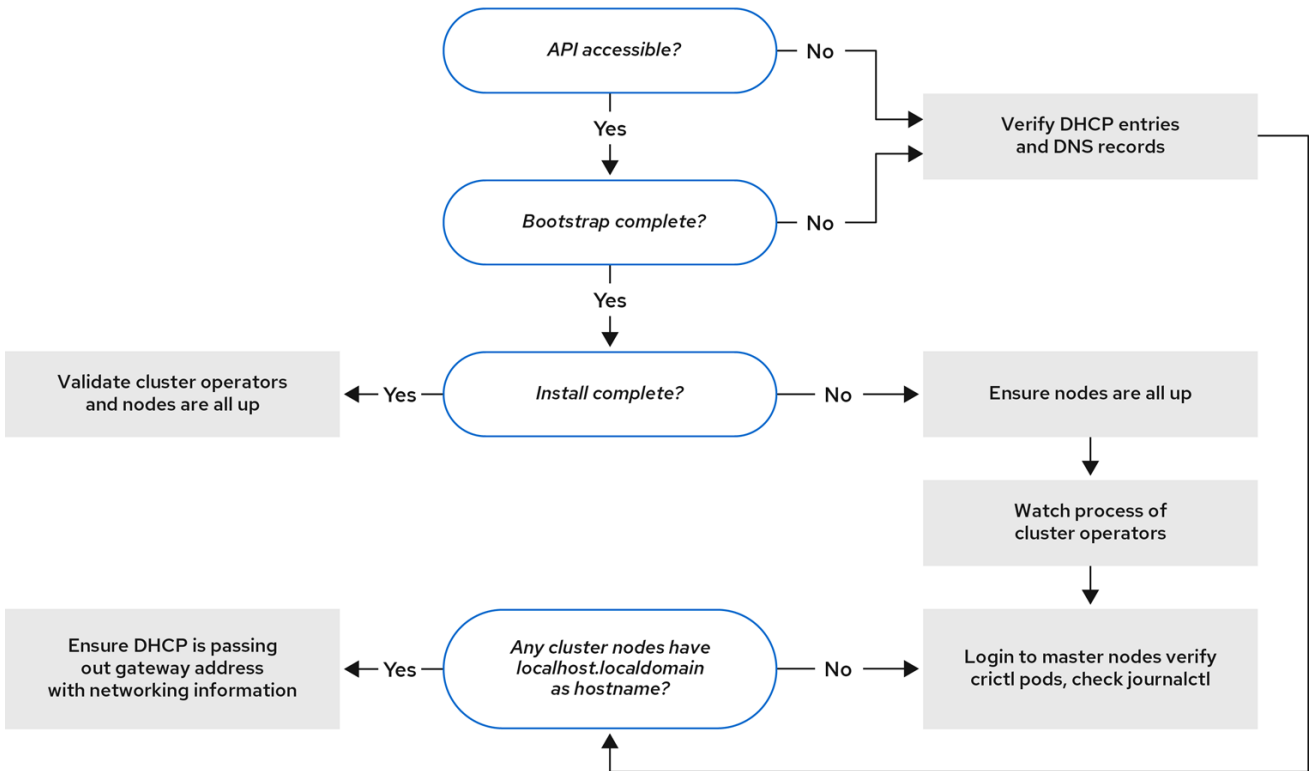 API accessible?
No
Verify DHCP entries
and DNS records
Yes
Bootstrap complete?
No
Yes
Validate cluster operators
and nodes are all up
Yes
Install complete?
No
Ensure nodes are all up
Watch process of
cluster operators
Ensure DHCP is passing
out gateway address
with networking information
Yes
Any cluster nodes have
localhost.localdomain
as hostname?
No
Login to master nodes verify
crictl pods, check journalctl